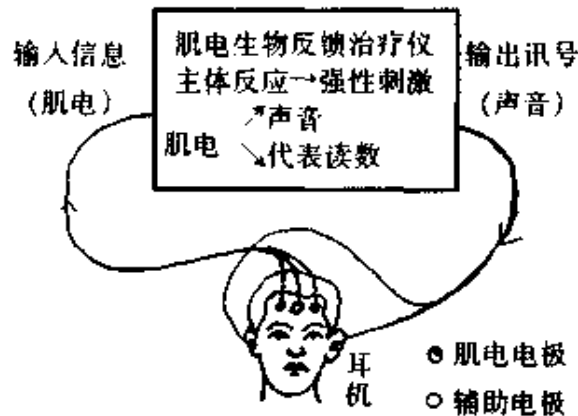 输入信息
(肌电)
肌电生物反馈治疗仪
主体反应→强性刺激
肌电
↗声音
↘代表读数
输出讯号
(声音)
耳机
肌电电极
辅助电极